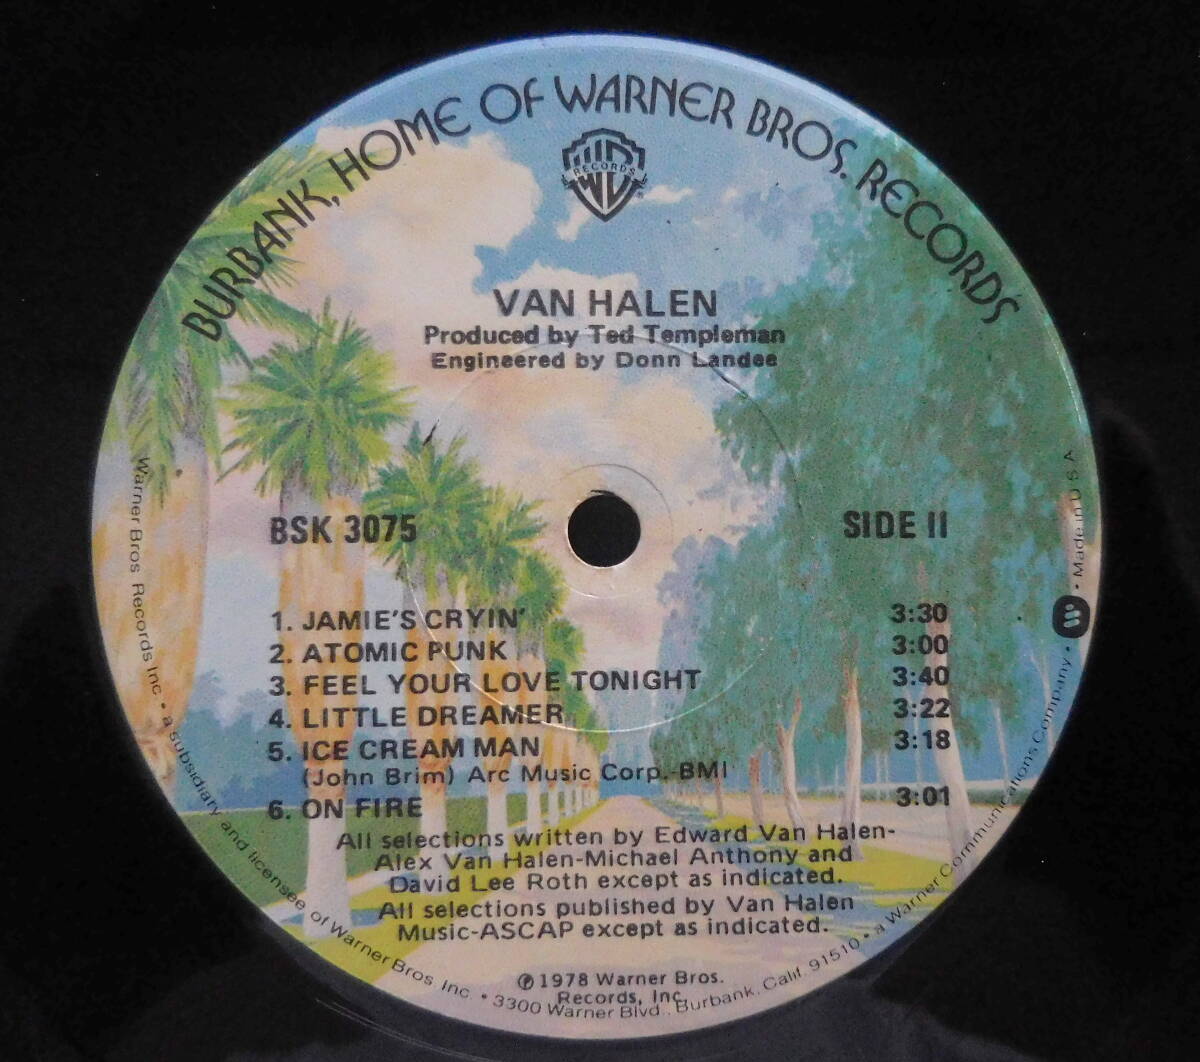 BURBANK, HOME OF WARNER BROS. RECORDS
WB
RECORDS
®
VAN HALEN
Produced by Ted Templeman
Engineered by Donn Landee
BSK 3075
SIDE II
1. JAMIE'S CRYIN' 3:30
2. ATOMIC PUNK 3:00
3. FEEL YOUR LOVE TONIGHT 3:40
4. LITTLE DREAMER 3:22
5. ICE CREAM MAN 3:18
(John Brim) Arc Music Corp.-BMI
6. ON FIRE 3:01
All selections written by Edward Van Halen-
Alex Van Halen-Michael Anthony and
David Lee Roth except as indicated.
All selections published by Van Halen
Music-ASCAP except as indicated.
℗ 1978 Warner Bros.
Records, Inc.
Warner Bros Records Inc. • a subsidiary and licensee of Warner Bros. Inc. • 3300 Warner Blvd., Burbank, Calif. 91510 • a Warner Communications Company • W • Made in U S A